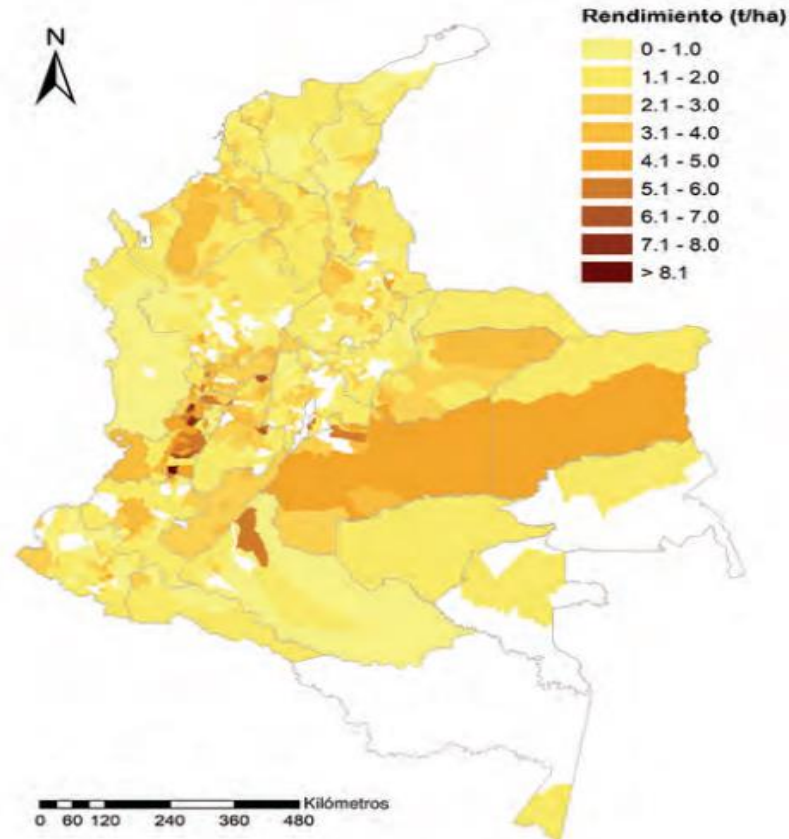 Rendimiento (t/ha)
N
0 - 1.0
1.1 - 2.0
2.1 - 3.0
3.1 - 4.0
4.1 - 5.0
5.1 - 6.0
6.1 - 7.0
7.1 - 8.0
> 8.1
Kilómetros
0 60 120 240 360 480